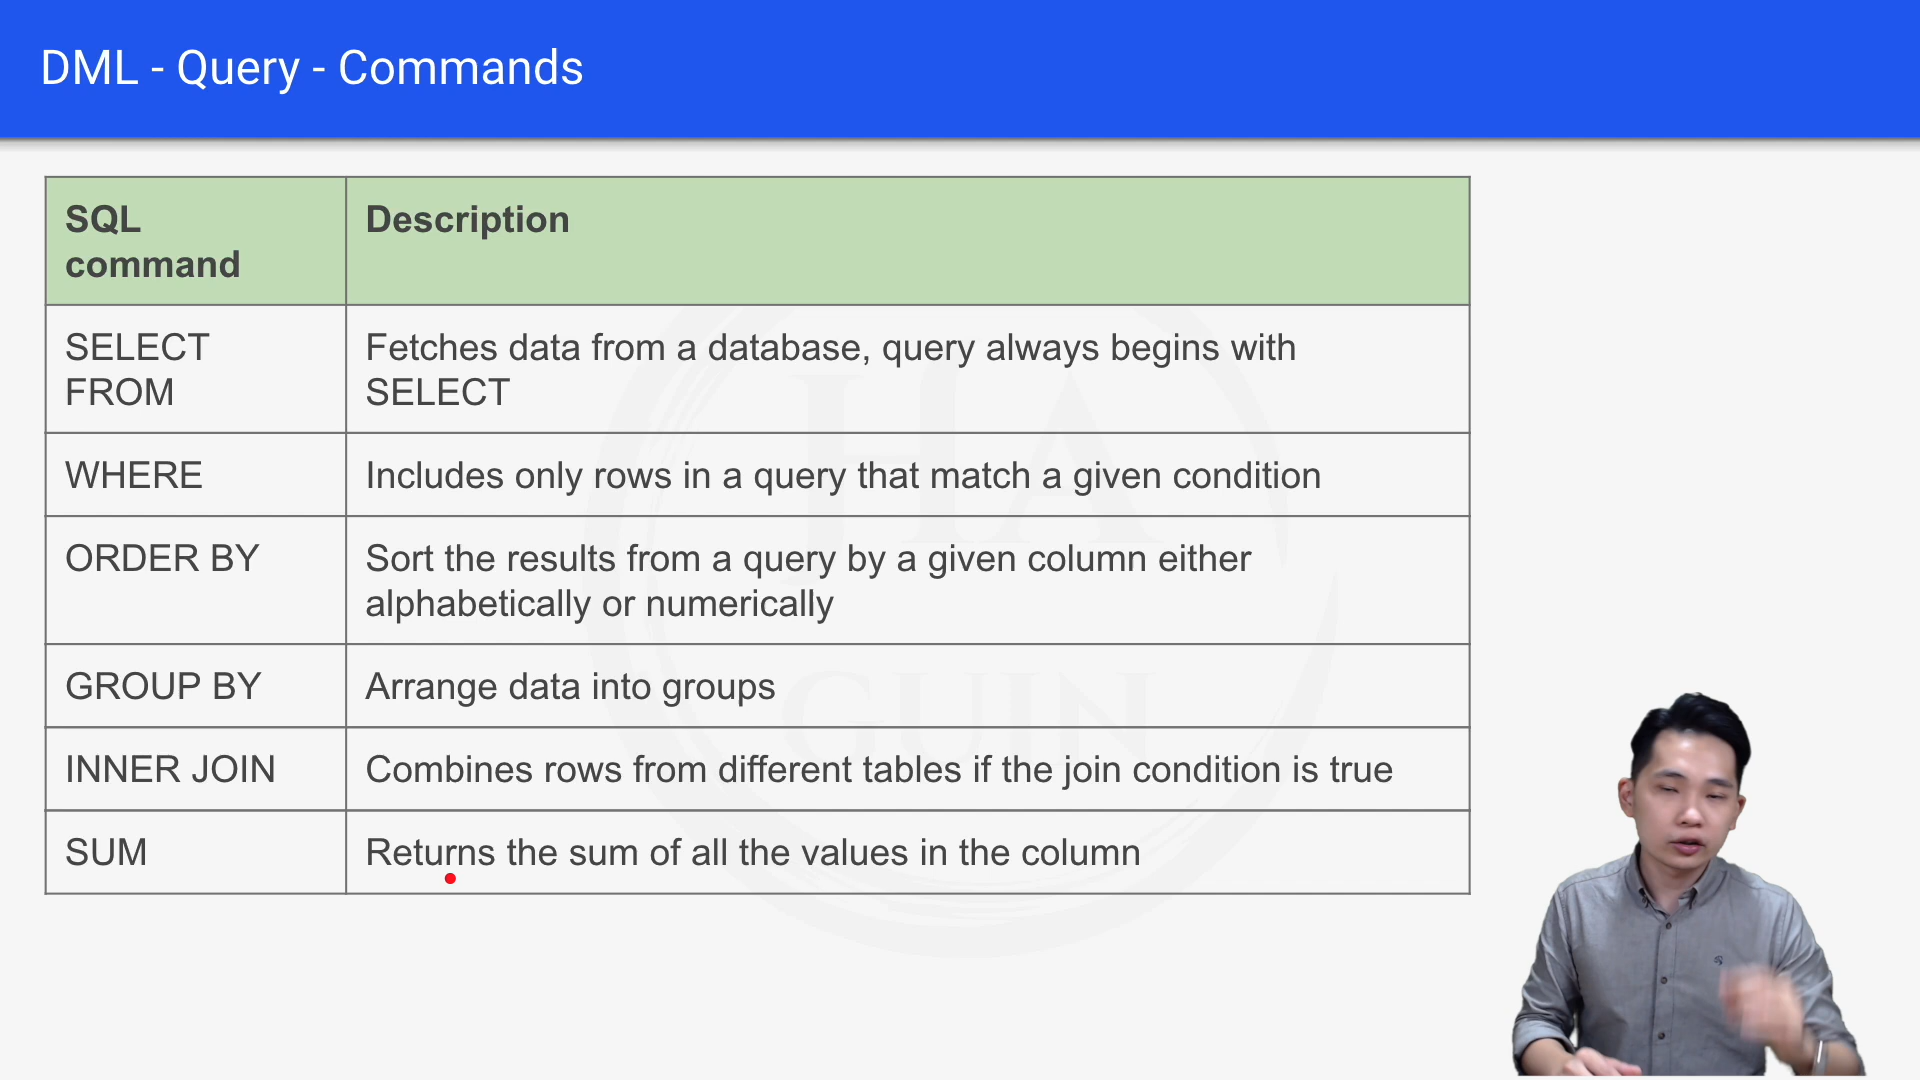 DML - Query - Commands
SQL
command
Description
SELECT
FROM
Fetches data from a database, query always begins with
SELECT
WHERE
Includes only rows in a query that match a given condition
ORDER BY
Sort the results from a query by a given column either
alphabetically or numerically
GROUP BY
Arrange data into groups
INNER JOIN
Combines rows from different tables if the join condition is true
SUM
Returns the sum of all the values in the column
HA
GUIN